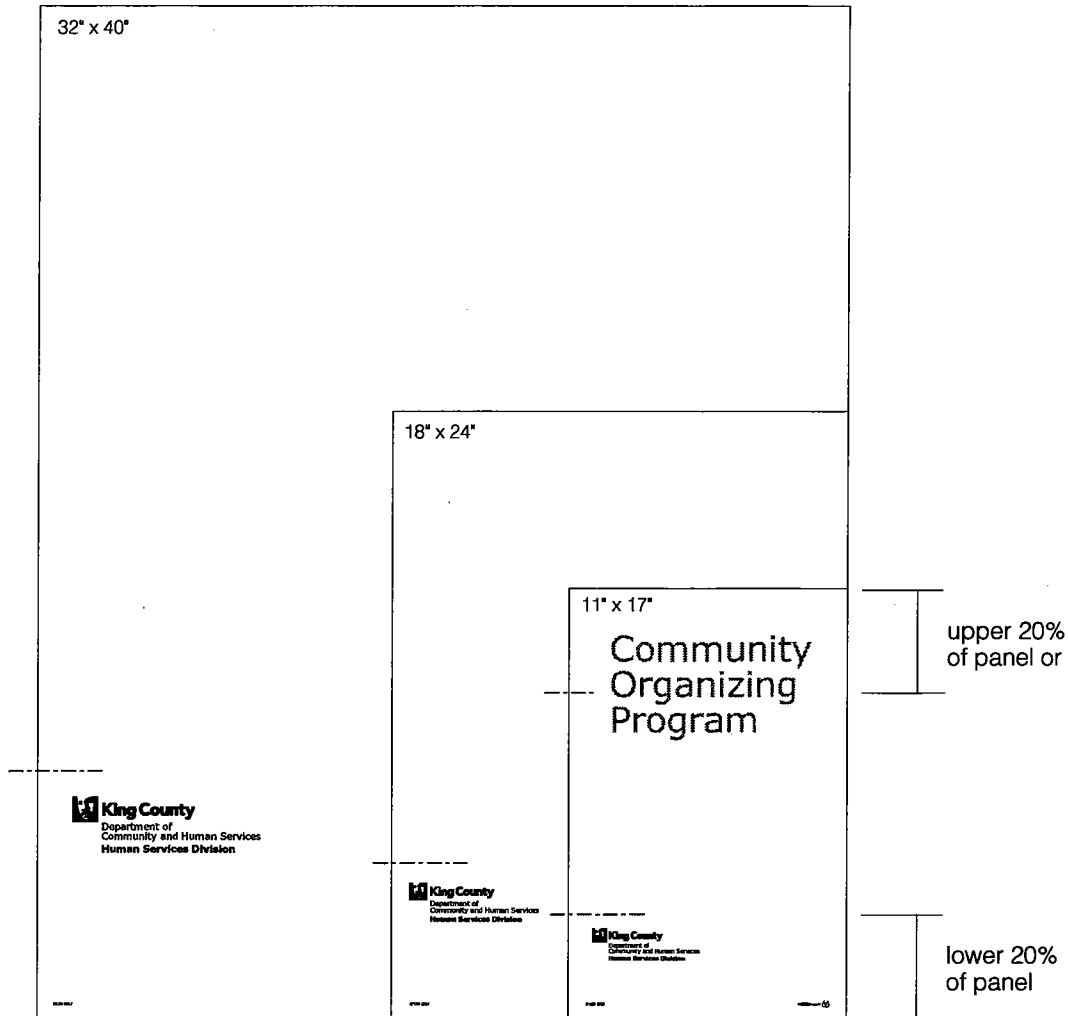 32" x 40"
18" x 24"
11" x 17"
Community
Organizing
Program
upper 20%
of panel or
King County
Department of
Community and Human Services
Human Services Division
King County
Department of
Community and Human Services
Human Services Division
King County
Department of
Community and Human Services
Human Services Division
lower 20%
of panel